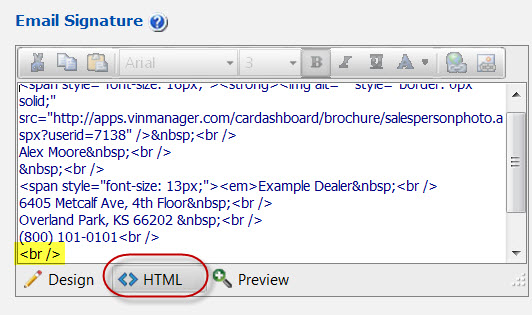 Email Signature
Arial 3 B I U A
<span style="font-size: 16px;"><strong><img alt="" style="border: 0px
solid;"
src="http://apps.vinmanager.com/cardashboard/brochure/salespersonphoto.a
spx?userid=7138" />&nbsp;<br />
Alex Moore&nbsp;<br />
&nbsp;<br />
<span style="font-size: 13px;"><em>Example Dealer&nbsp;<br />
6405 Metcalf Ave, 4th Floor&nbsp;<br />
Overland Park, KS 66202 &nbsp;<br />
(800) 101-0101<br />
<br />
Design HTML Preview